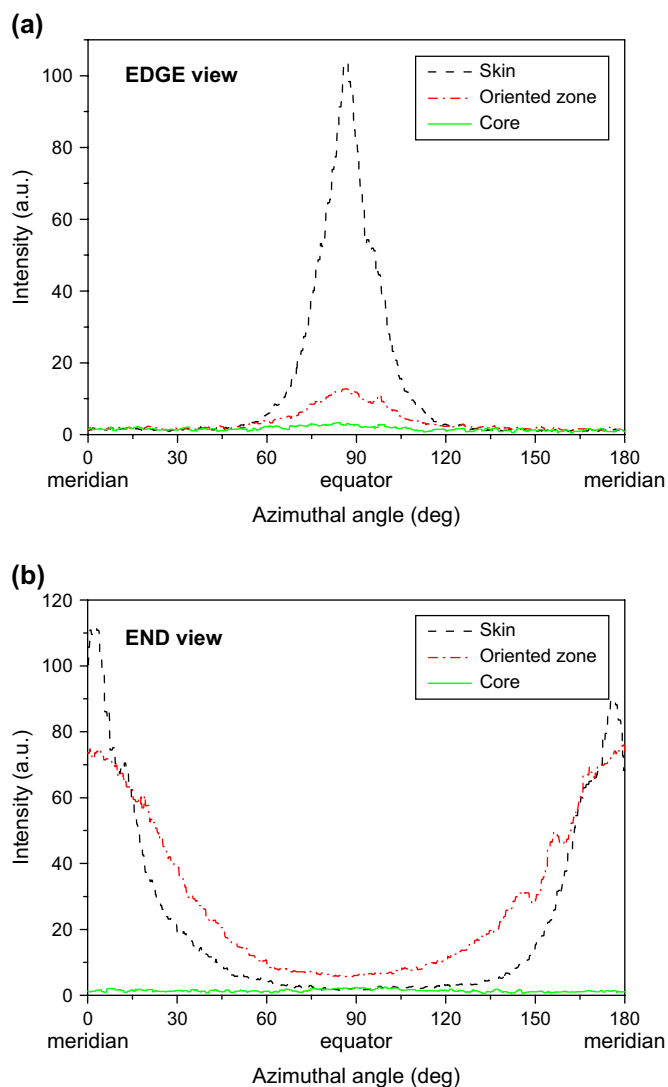 (a)
EDGE view
Skin
Oriented zone
Core
Intensity (a.u.)
100
80
60
40
20
0
0 30 60 90 120 150 180
meridian equator meridian
Azimuthal angle (deg)
(b)
END view
Skin
Oriented zone
Core
Intensity (a.u.)
120
100
80
60
40
20
0
0 30 60 90 120 150 180
meridian equator meridian
Azimuthal angle (deg)